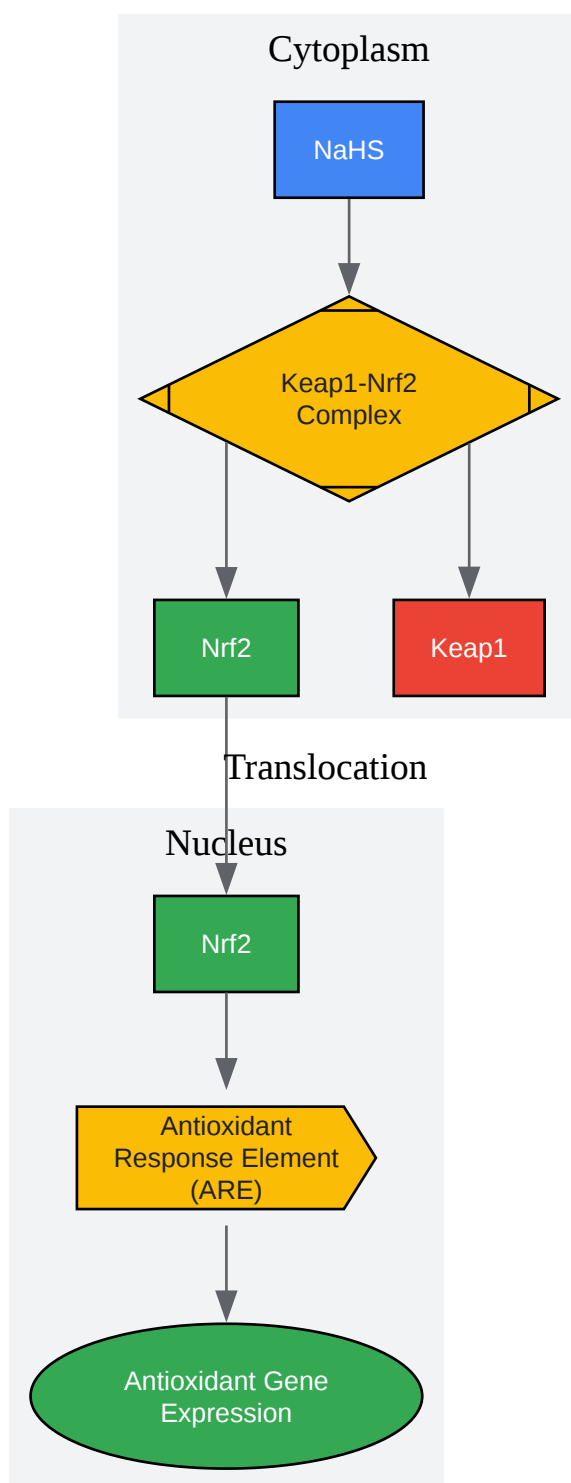 Cytoplasm
NaHS
Keap1-Nrf2
Complex
Nrf2
Keap1
Translocation
Nucleus
Nrf2
Antioxidant
Response Element
(ARE)
Antioxidant Gene
Expression